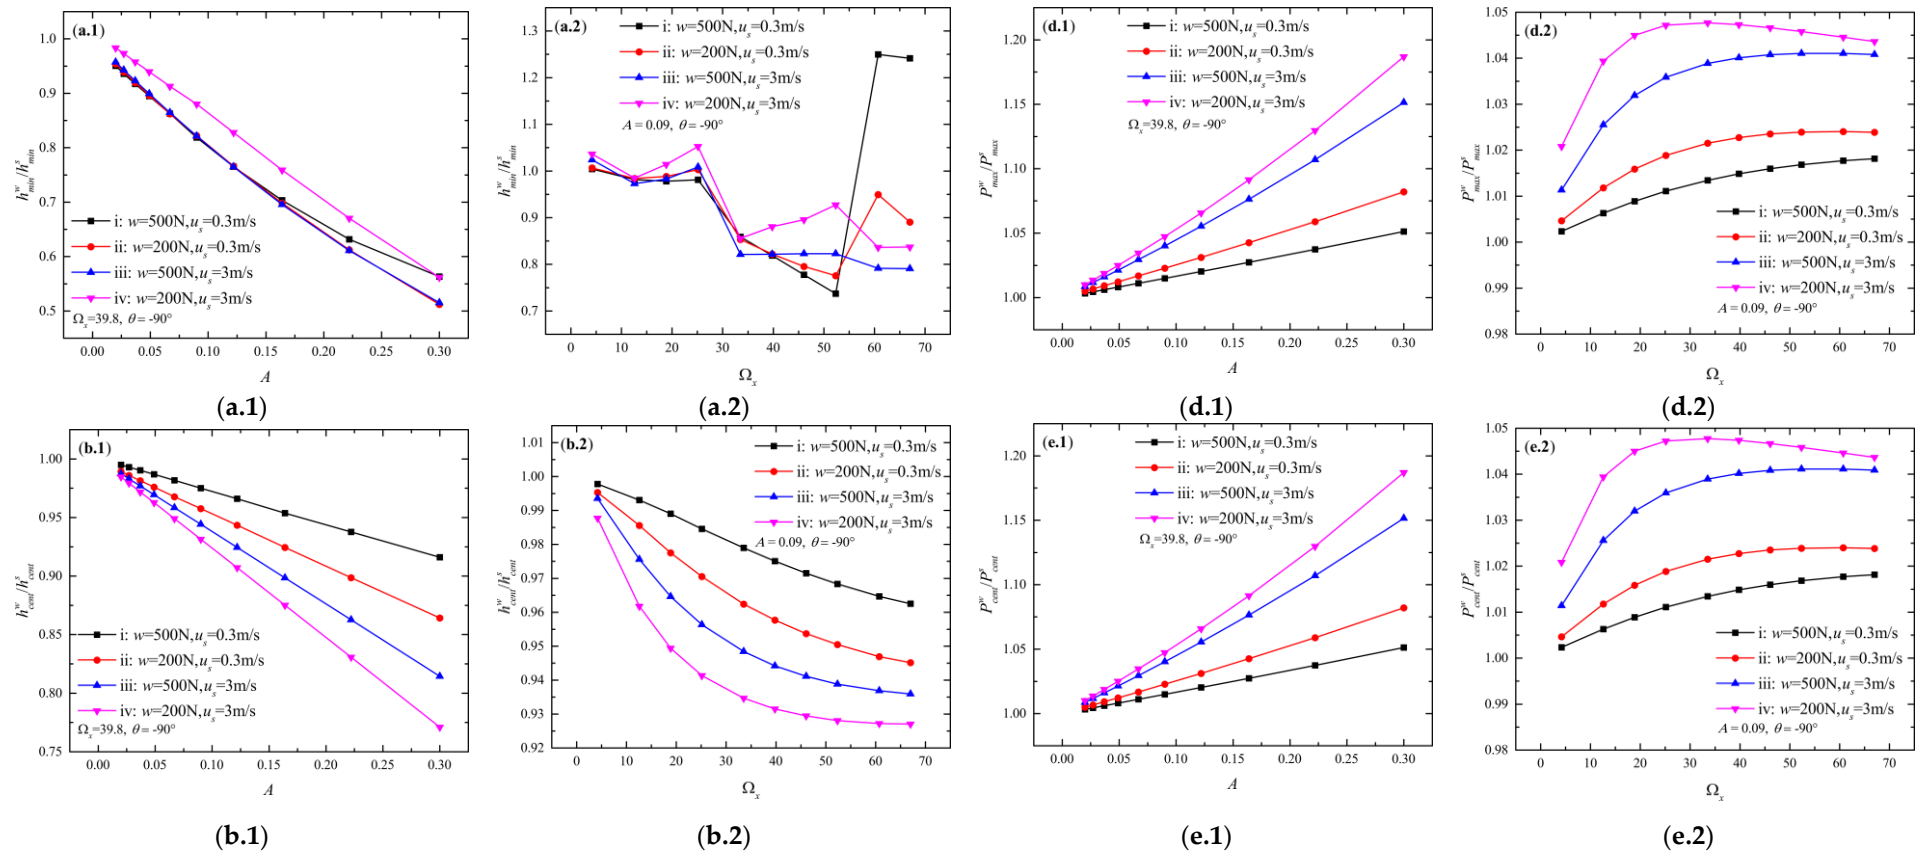 (a.1)
1.0
0.9
0.8
0.7
0.6
0.5
h^w_min/h^s_min
i: w=500N,u_s=0.3m/s
ii: w=200N,u_s=0.3m/s
iii: w=500N,u_s=3m/s
iv: w=200N,u_s=3m/s
Ω_x=39.8, θ= -90°
0.00 0.05 0.10 0.15 0.20 0.25 0.30
A
(a.1)
(a.2)
1.3
1.2
1.1
1.0
0.9
0.8
0.7
h^w_min/h^s_min
i: w=500N,u_s=0.3m/s
ii: w=200N,u_s=0.3m/s
iii: w=500N,u_s=3m/s
iv: w=200N,u_s=3m/s
A = 0.09, θ = -90°
0 10 20 30 40 50 60 70
Ω_x
(a.2)
(d.1)
1.20
1.15
1.10
1.05
1.00
P^w_max/P^s_max
i: w=500N,u_s=0.3m/s
ii: w=200N,u_s=0.3m/s
iii: w=500N,u_s=3m/s
iv: w=200N,u_s=3m/s
Ω_x=39.8, θ= -90°
0.00 0.05 0.10 0.15 0.20 0.25 0.30
A
(d.1)
(d.2)
1.05
1.04
1.03
1.02
1.01
1.00
0.99
0.98
P^w_max/P^s_max
i: w=500N,u_s=0.3m/s
ii: w=200N,u_s=0.3m/s
iii: w=500N,u_s=3m/s
iv: w=200N,u_s=3m/s
A = 0.09, θ = -90°
0 10 20 30 40 50 60 70
Ω_x
(d.2)
(b.1)
1.00
0.95
0.90
0.85
0.80
0.75
h^w_cent/h^s_cent
i: w=500N,u_s=0.3m/s
ii: w=200N,u_s=0.3m/s
iii: w=500N,u_s=3m/s
iv: w=200N,u_s=3m/s
Ω_x=39.8, θ= -90°
0.00 0.05 0.10 0.15 0.20 0.25 0.30
A
(b.1)
(b.2)
1.01
1.00
0.99
0.98
0.97
0.96
0.95
0.94
0.93
0.92
h^w_cent/h^s_cent
i: w=500N,u_s=0.3m/s
ii: w=200N,u_s=0.3m/s
iii: w=500N,u_s=3m/s
iv: w=200N,u_s=3m/s
A = 0.09, θ = -90°
0 10 20 30 40 50 60 70
Ω_x
(b.2)
(e.1)
1.20
1.15
1.10
1.05
1.00
P^w_cent/P^s_cent
i: w=500N,u_s=0.3m/s
ii: w=200N,u_s=0.3m/s
iii: w=500N,u_s=3m/s
iv: w=200N,u_s=3m/s
Ω_x=39.8, θ= -90°
0.00 0.05 0.10 0.15 0.20 0.25 0.30
A
(e.1)
(e.2)
1.05
1.04
1.03
1.02
1.01
1.00
0.99
0.98
P^w_cent/P^s_cent
i: w=500N,u_s=0.3m/s
ii: w=200N,u_s=0.3m/s
iii: w=500N,u_s=3m/s
iv: w=200N,u_s=3m/s
A = 0.09, θ = -90°
0 10 20 30 40 50 60 70
Ω_x
(e.2)